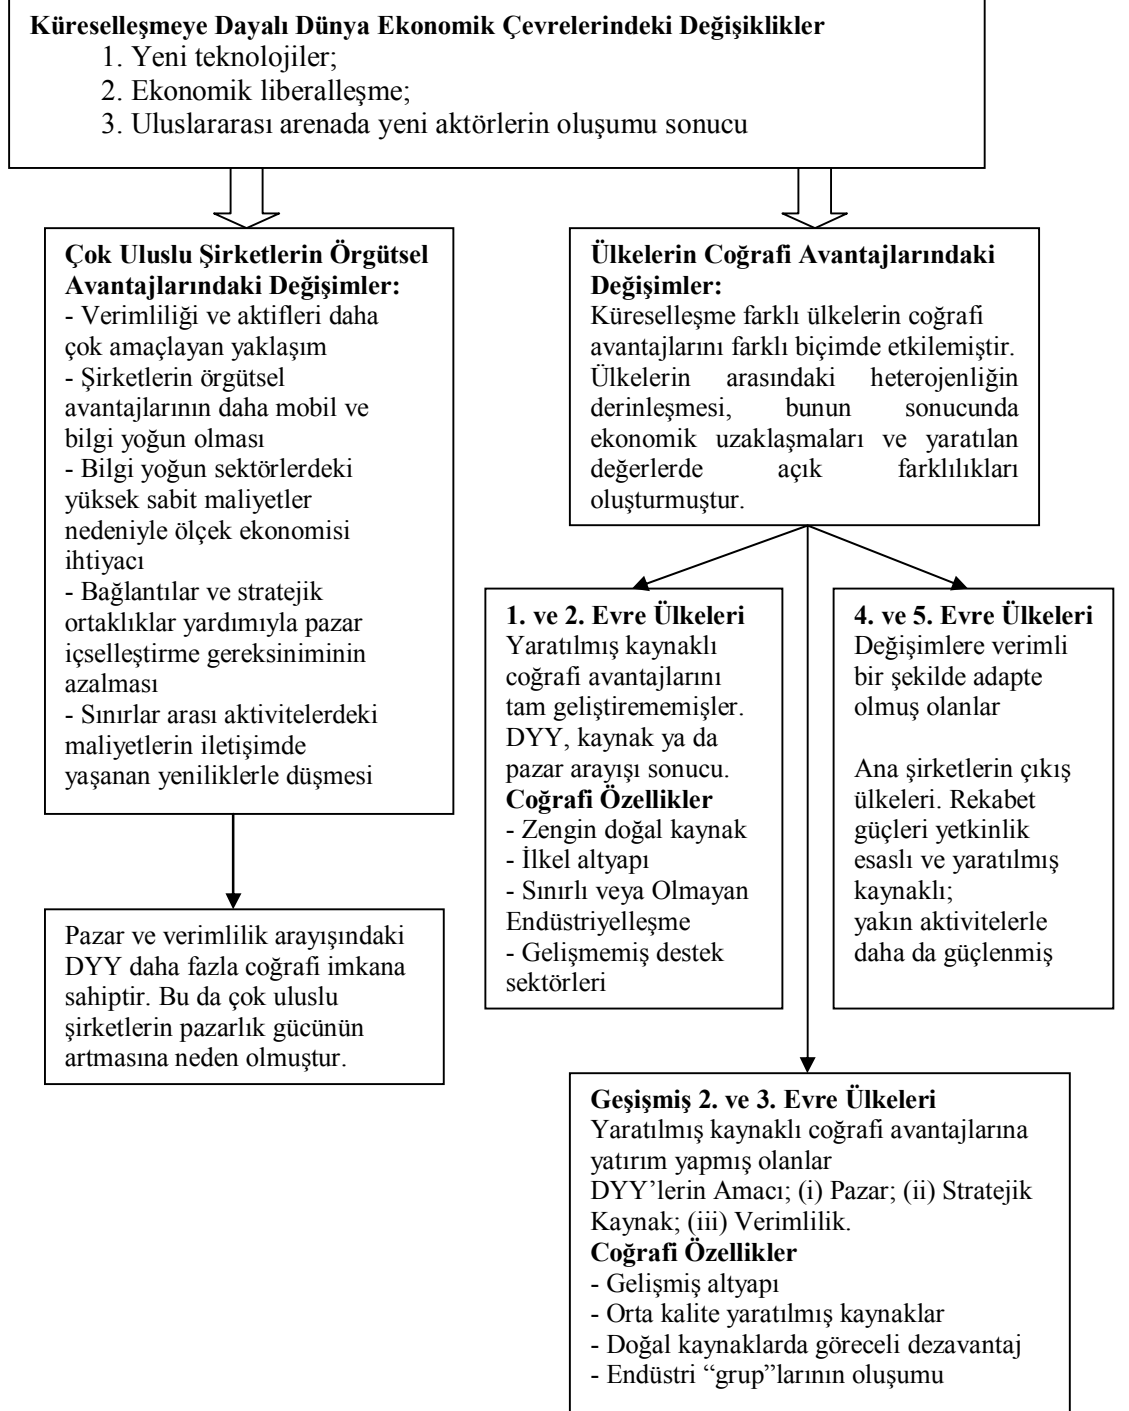 Küreselleşmeye Dayalı Dünya Ekonomik Çevrelerindeki Değişiklikler
1. Yeni teknolojiler;
2. Ekonomik liberalleşme;
3. Uluslararası arenada yeni aktörlerin oluşumu sonucu
Çok Uluslu Şirketlerin Örgütsel
Avantajlarındaki Değişimler:
- Verimliliği ve aktifleri daha
çok amaçlayan yaklaşım
- Şirketlerin örgütsel
avantajlarının daha mobil ve
bilgi yoğun olması
- Bilgi yoğun sektörlerdeki
yüksek sabit maliyetler
nedeniyle ölçek ekonomisi
ihtiyacı
- Bağlantılar ve stratejik
ortaklıklar yardımıyla pazar
içselleştirme gereksiniminin
azalması
- Sınırlar arası aktivitelerdeki
maliyetlerin iletişimde
yaşanan yeniliklerle düşmesi
Pazar ve verimlilik arayışındaki
DYY daha fazla coğrafi imkana
sahiptir. Bu da çok uluslu
şirketlerin pazarlık gücünün
artmasına neden olmuştur.
Ülkelerin Coğrafi Avantajlarındaki
Değişimler:
Küreselleşme farklı ülkelerin coğrafi
avantajlarını farklı biçimde etkilemiştir.
Ülkelerin arasındaki heterojenliğin
derinleşmesi, bunun sonucunda
ekonomik uzaklaşmaları ve yaratılan
değerlerde açık farklılıkları
oluşturmuştur.
1. ve 2. Evre Ülkeleri
Yaratılmış kaynaklı
coğrafi avantajlarını
tam geliştirememişler.
DYY, kaynak ya da
pazar arayışı sonucu.
Coğrafi Özellikler
- Zengin doğal kaynak
- İlkel altyapı
- Sınırlı veya Olmayan
Endüstriyelleşme
- Gelişmemiş destek
sektörleri
4. ve 5. Evre Ülkeleri
Değişimlere verimli
bir şekilde adapte
olmuş olanlar
Ana şirketlerin çıkış
ülkeleri. Rekabet
güçleri yetkinlik
esaslı ve yaratılmış
kaynaklı;
yakın aktivitelerle
daha da güçlenmiş
Geşişmiş 2. ve 3. Evre Ülkeleri
Yaratılmış kaynaklı coğrafi avantajlarına
yatırım yapmış olanlar
DYY’lerin Amacı; (i) Pazar; (ii) Stratejik
Kaynak; (iii) Verimlilik.
Coğrafi Özellikler
- Gelişmiş altyapı
- Orta kalite yaratılmış kaynaklar
- Doğal kaynaklarda göreceli dezavantaj
- Endüstri “grup”larının oluşumu